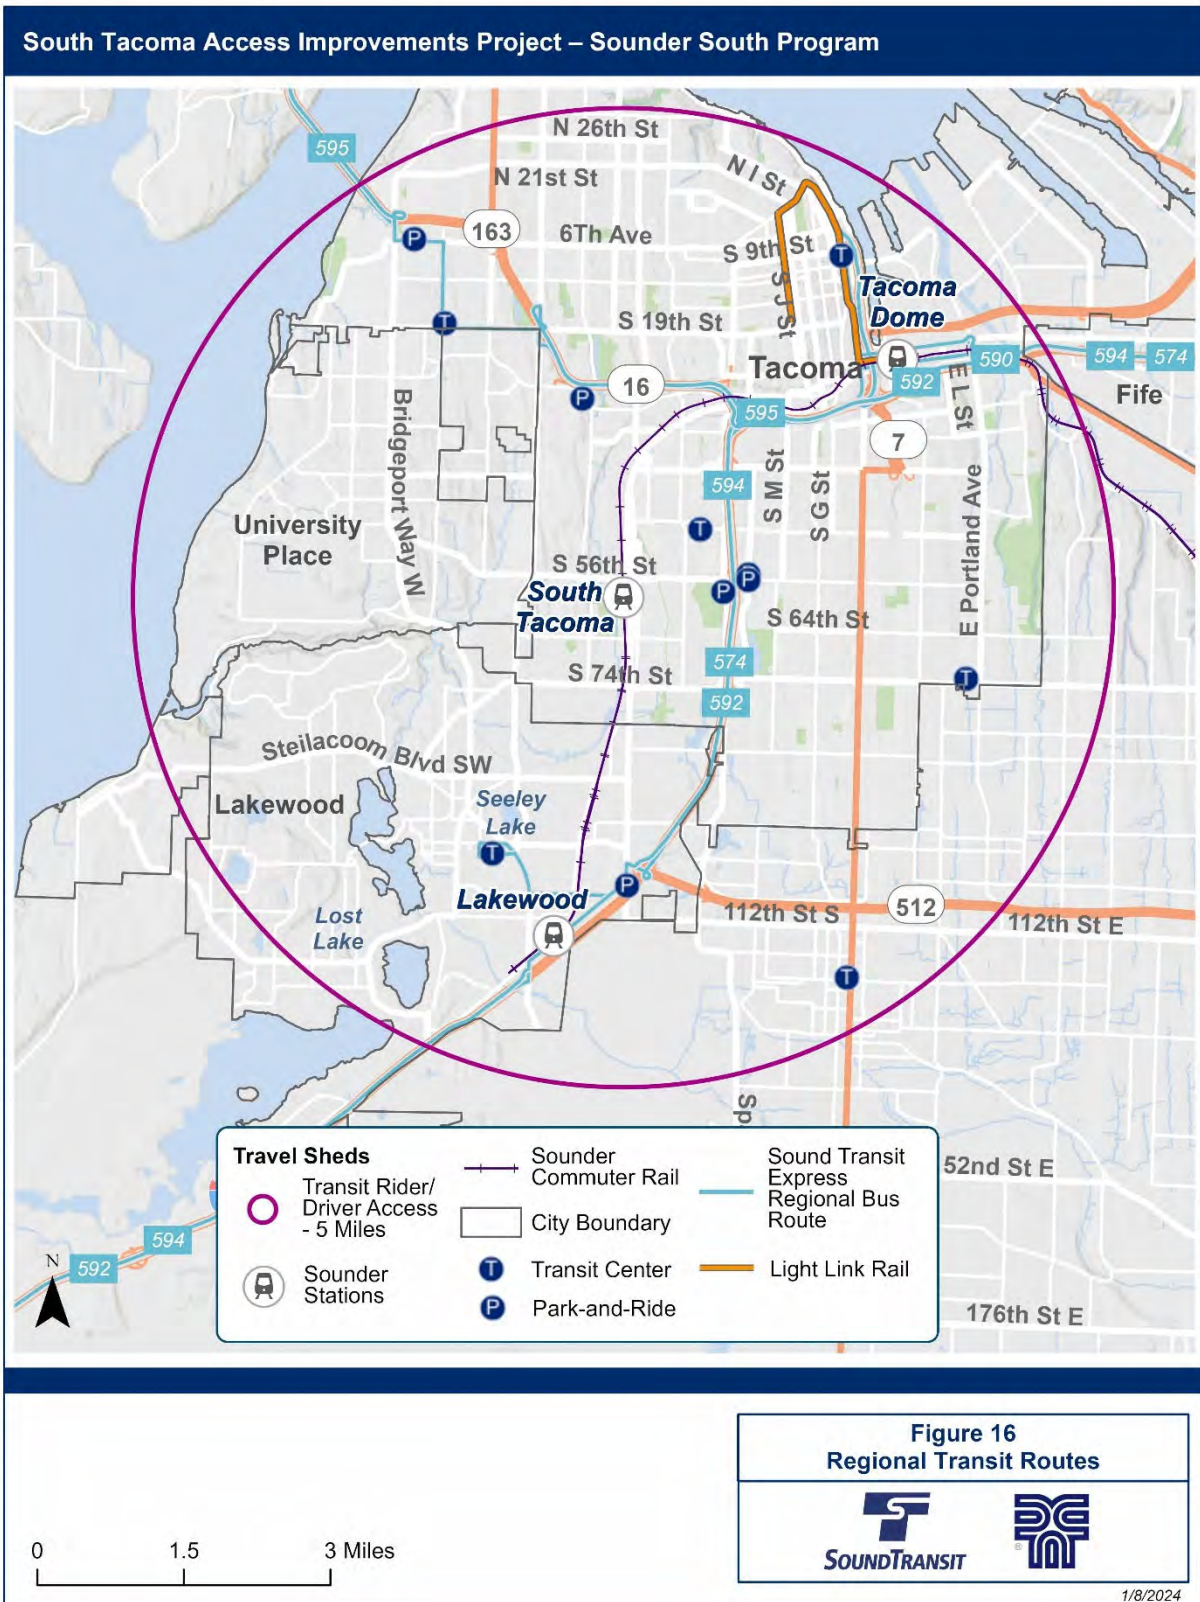 South Tacoma Access Improvements Project – Sounder South Program
N 26th St
595
N I St
N 21st St
163
6Th Ave
S 9th St
T
P
S J St
Tacoma
Dome
T
S 19th St
Tacoma
590
594
574
592
16
P
595
E L St
Fife
Bridgeport Way W
7
594
S M St
S G St
E Portland Ave
University
Place
T
S 56th St
P
P
South
Tacoma
S 64th St
574
S 74th St
T
592
Steilacoom Blvd SW
Lakewood
Seeley
Lake
T
P
Lakewood
512
112th St S
112th St E
Lost
Lake
T
Sp
52nd St E
176th St E
594
592
N
Travel Sheds
Transit Rider/
Driver Access
- 5 Miles
Sounder
Stations
Sounder
Commuter Rail
City Boundary
T
Transit Center
P
Park-and-Ride
Sound Transit
Express
Regional Bus
Route
Light Link Rail
Figure 16
Regional Transit Routes
SOUNDTRANSIT
®
0
1.5
3 Miles
1/8/2024